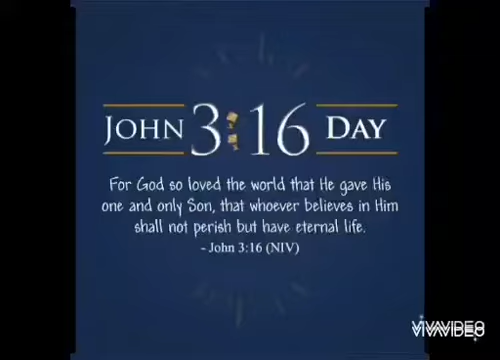 JOHN 3:16 DAY
For God so loved the world that He gave His
one and only Son, that whoever believes in Him
shall not perish but have eternal life.
- John 3:16 (NIV)
VIVAVIDEO
VIVAVIDEO